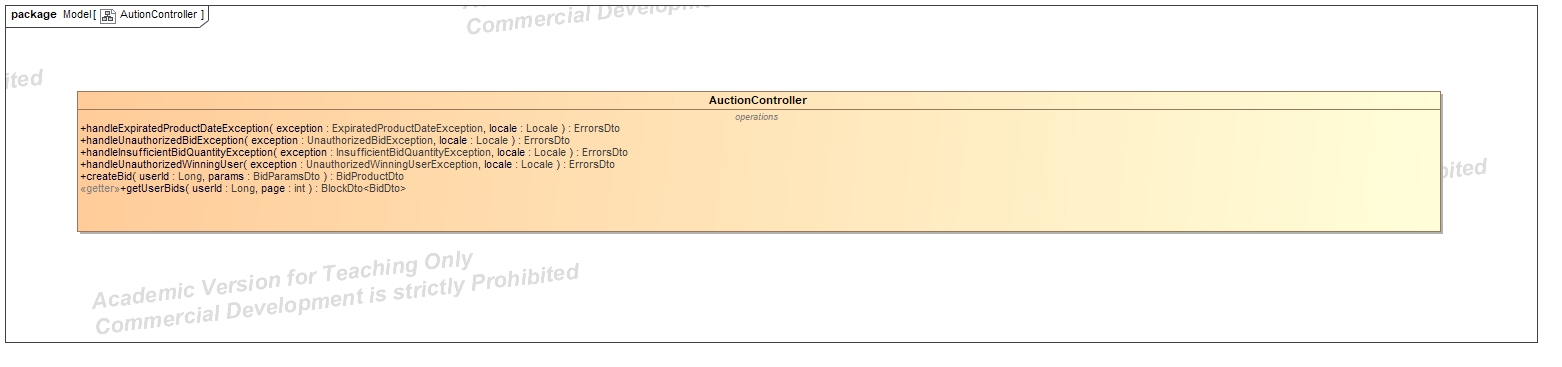 Commercial Development
package Model[ AutionController ]
ited
AuctionController
operations
+handleExpiratedProductDateException( exception : ExpiratedProductDateException, locale : Locale ) : ErrorsDto
+handleUnauthorizedBidException( exception : UnauthorizedBidException, locale : Locale ) : ErrorsDto
+handleInsufficientBidQuantityException( exception : InsufficientBidQuantityException, locale : Locale ) : ErrorsDto
+handleUnauthorizedWinningUser( exception : UnauthorizedWinningUserException, locale : Locale ) : ErrorsDto
+createBid( userId : Long, params : BidParamsDto ) : BidProductDto
«getter»+getUserBids( userId : Long, page : int ) : BlockDto<BidDto>
bited
Academic Version for Teaching Only
Commercial Development is strictly Prohibited